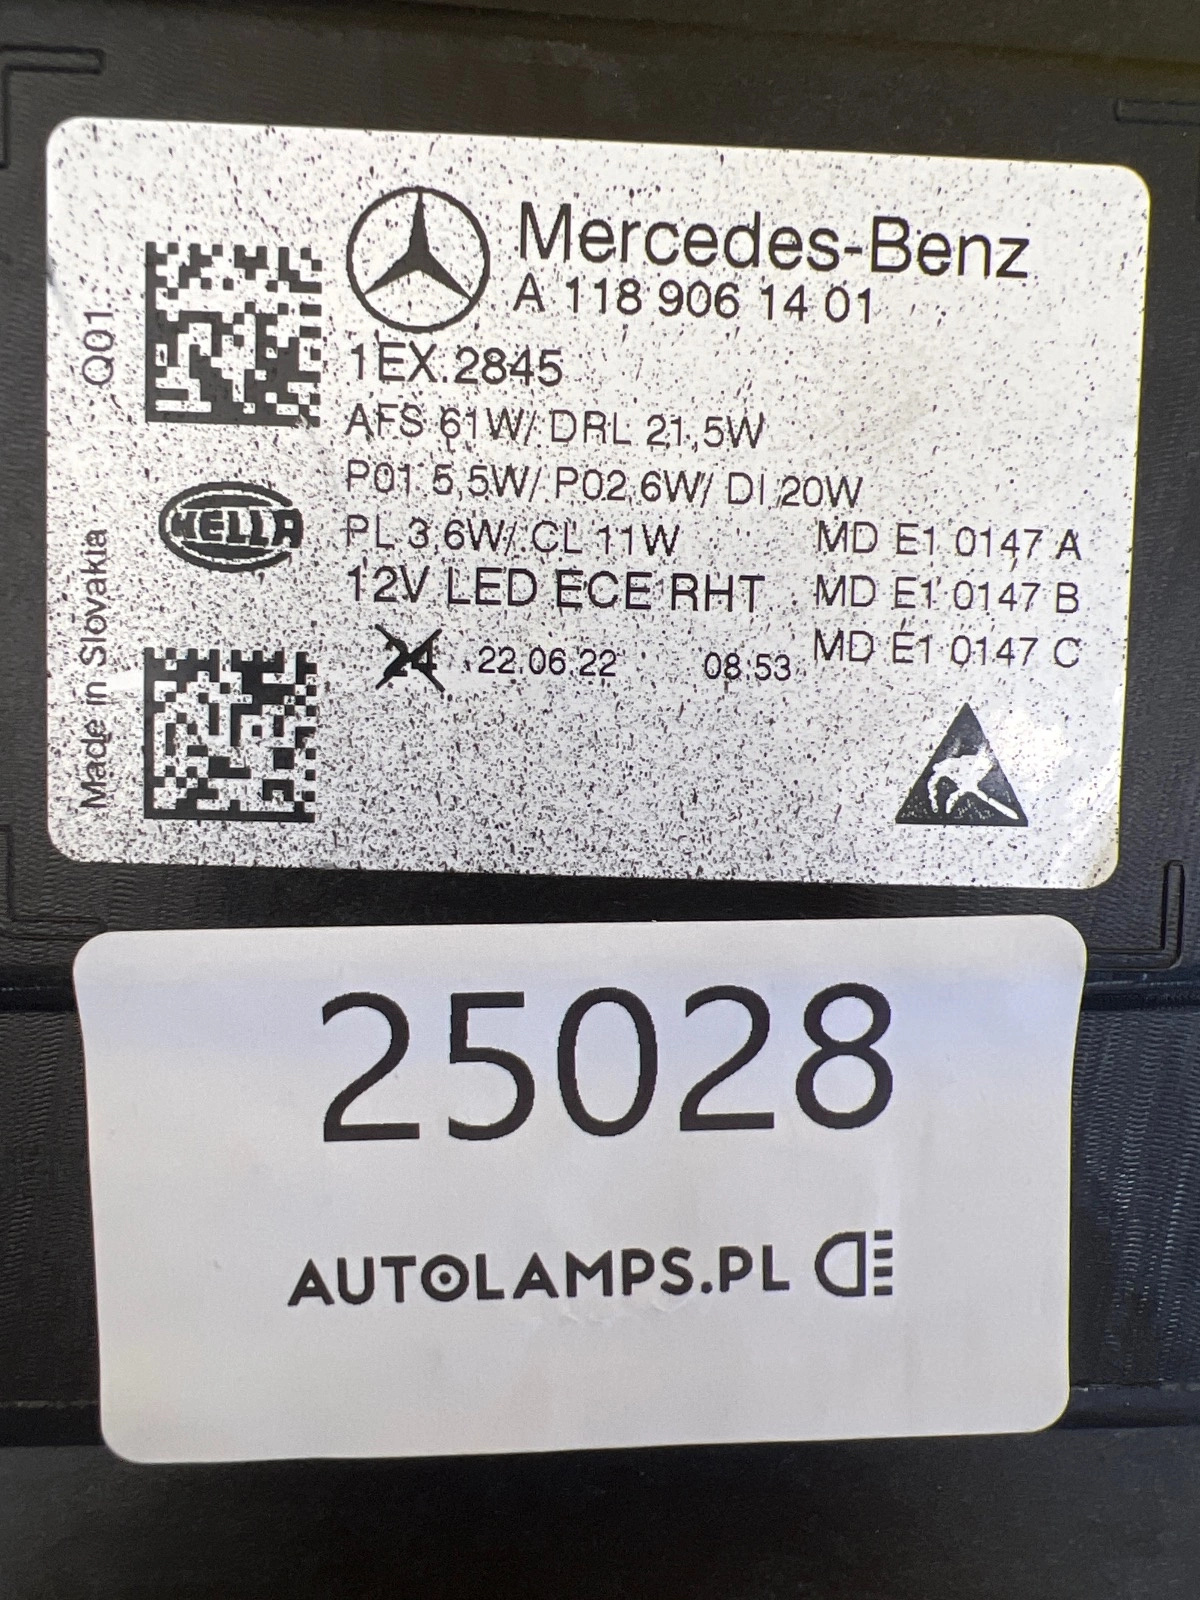 Mercedes-Benz
A 118 906 14 01
Q01
1EX.2845
AFS 61W/ DRL 21,5W
P01 5,5W/ P02 6W/ DI 20W
HELLA
PL 3,6W/ CL 11W MD E1 0147 A
12V LED ECE RHT MD E1 0147 B
24 22.06.22 08:53 MD E1 0147 C
Made in Slovakia
25028
AUTOLAMPS.PL